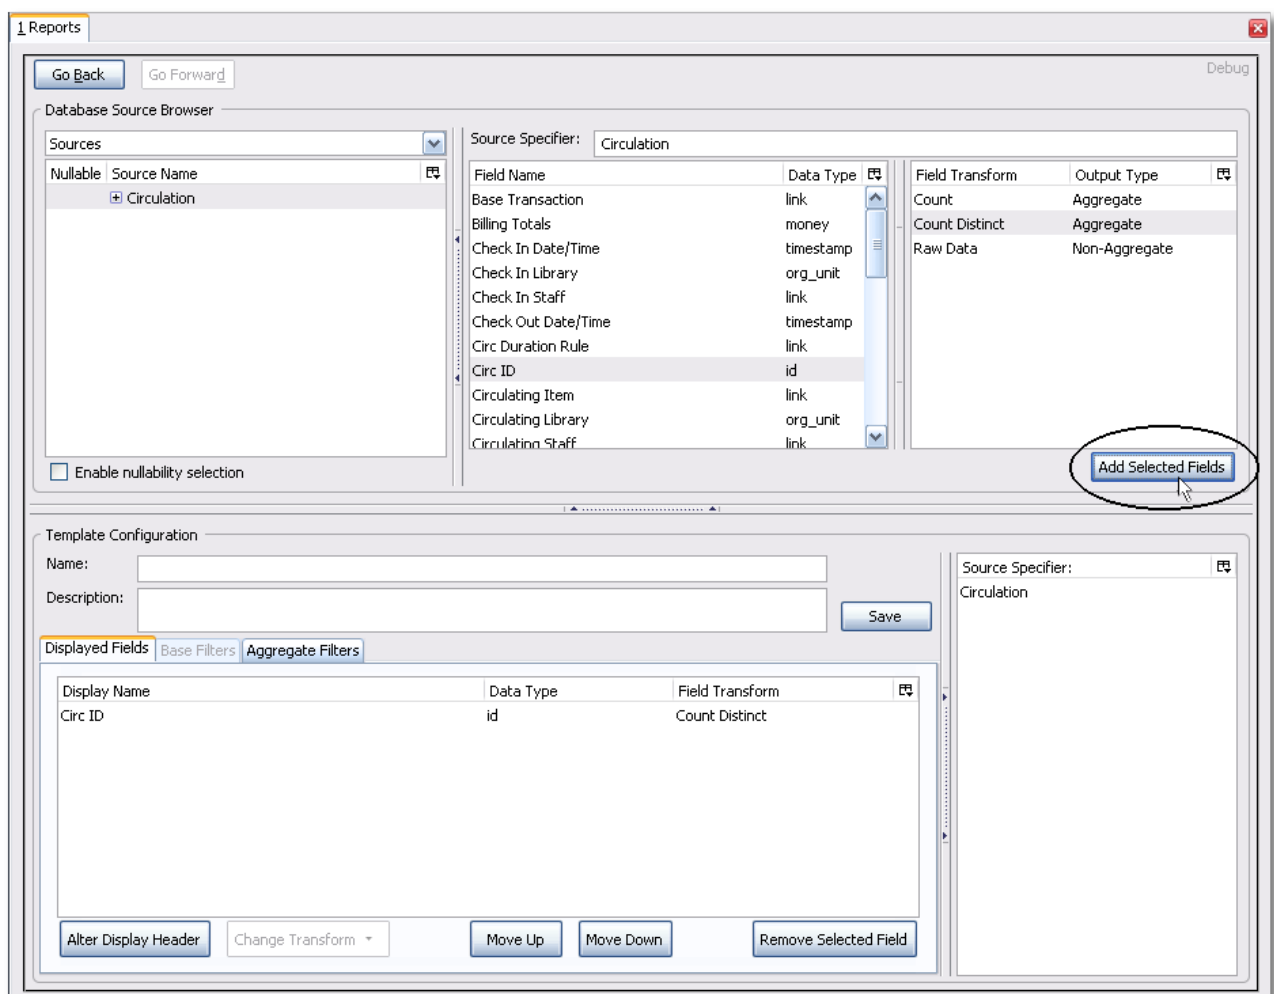 1 Reports
Go Back Go Forward Debug
Database Source Browser
Sources
Source Specifier: Circulation
Nullable Source Name
Circulation
Field Name Data Type
Base Transaction link
Billing Totals money
Check In Date/Time timestamp
Check In Library org_unit
Check In Staff link
Check Out Date/Time timestamp
Circ Duration Rule link
Circ ID id
Circulating Item link
Circulating Library org_unit
Circulating Staff link
Field Transform Output Type
Count Aggregate
Count Distinct Aggregate
Raw Data Non-Aggregate
Enable nullability selection
Add Selected Fields
Template Configuration
Name:
Description:
Save
Source Specifier:
Circulation
Displayed Fields Base Filters Aggregate Filters
Display Name Data Type Field Transform
Circ ID id Count Distinct
Alter Display Header Change Transform Move Up Move Down Remove Selected Field